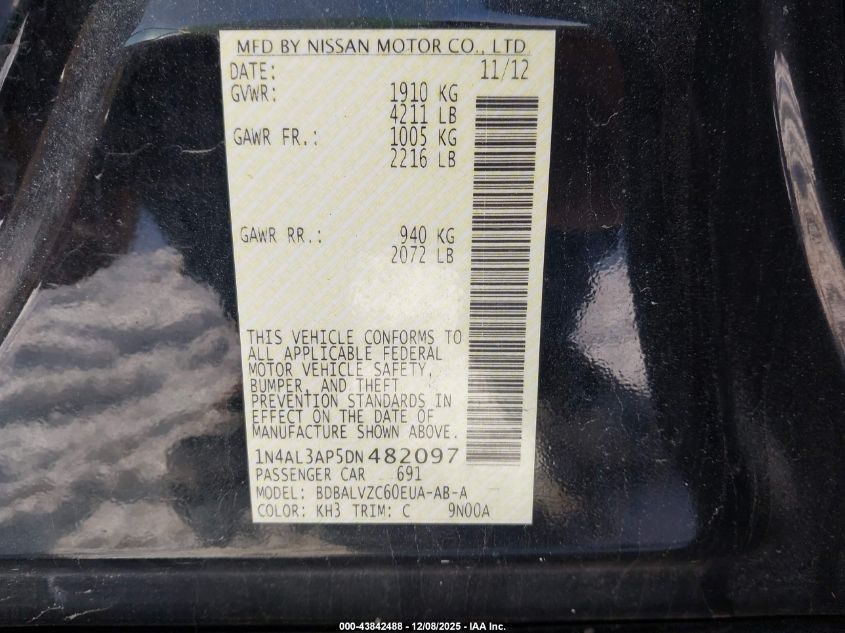 MFD BY NISSAN MOTOR CO., LTD
DATE: 11/12
GVWR: 1910 KG
4211 LB
GAWR FR.: 1005 KG
2216 LB
GAWR RR.: 940 KG
2072 LB
THIS VEHICLE CONFORMS TO
ALL APPLICABLE FEDERAL
MOTOR VEHICLE SAFETY,
BUMPER, AND THEFT
PREVENTION STANDARDS IN
EFFECT ON THE DATE OF
MANUFACTURE SHOWN ABOVE.
1N4AL3AP5DN482097
PASSENGER CAR 691
MODEL: BDBALVZC60EUA-AB-A
COLOR: KH3 TRIM: C 9N00A
000-43842488 - 12/08/2025 - IAA Inc.